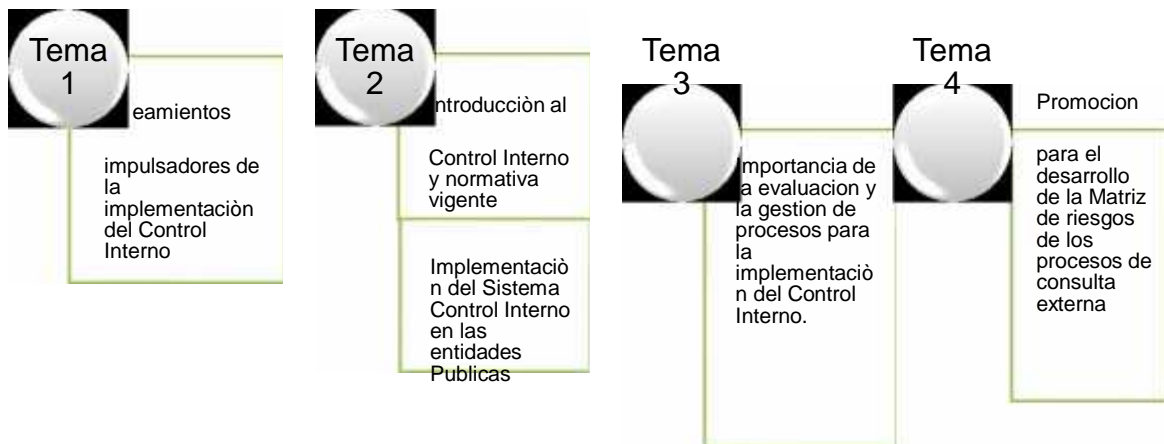 Tema
1
eamientos
impulsadores de
la
implementaciòn
del Control
Interno
Tema
2
ntroducciòn al
Control Interno
y normativa
vigente
Implementaciò
n del Sistema
Control Interno
en las
entidades
Publicas
Tema
3
mportancia de
a evaluacion y
la gestion de
procesos para
la
implementaciò
n del Control
Interno.
Tema
4
Promocion
para el
desarrollo
de la Matriz
de riesgos
de los
procesos de
consulta
externa